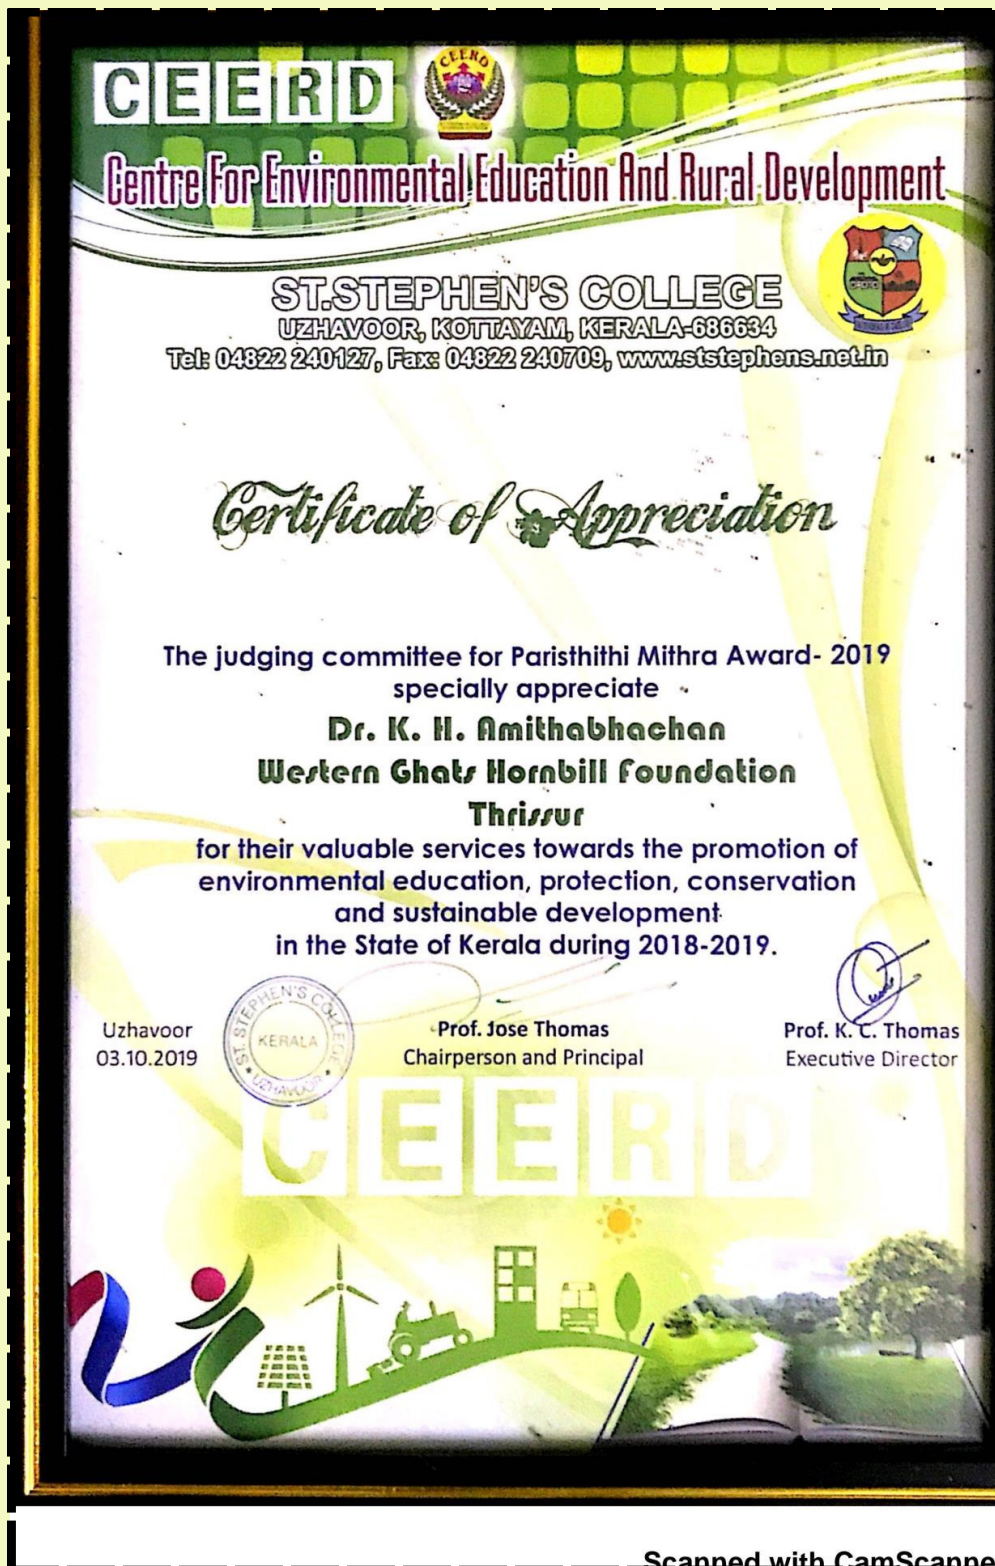 CEERD
CEERD
Centre For Environmental Education And Rural Development
ST.STEPHEN'S COLLEGE
UZHAVOOR, KOTTAYAM, KERALA-686634
Tel: 04822 240127, Fax: 04822 240709, www.ststephens.net.in
Certificate of Appreciation
The judging committee for Paristhithi Mithra Award- 2019
specially appreciate
Dr. K. H. Amithabhachan
Western Ghats Hornbill Foundation
Thrissur
for their valuable services towards the promotion of
environmental education, protection, conservation
and sustainable development
in the State of Kerala during 2018-2019.
Uzhavoor
03.10.2019
ST. STEPHEN'S COLLEGE
KERALA
UZHAVOOR
Prof. Jose Thomas
Chairperson and Principal
Prof. K. C. Thomas
Executive Director
CEERD
Scanned with CamScanne